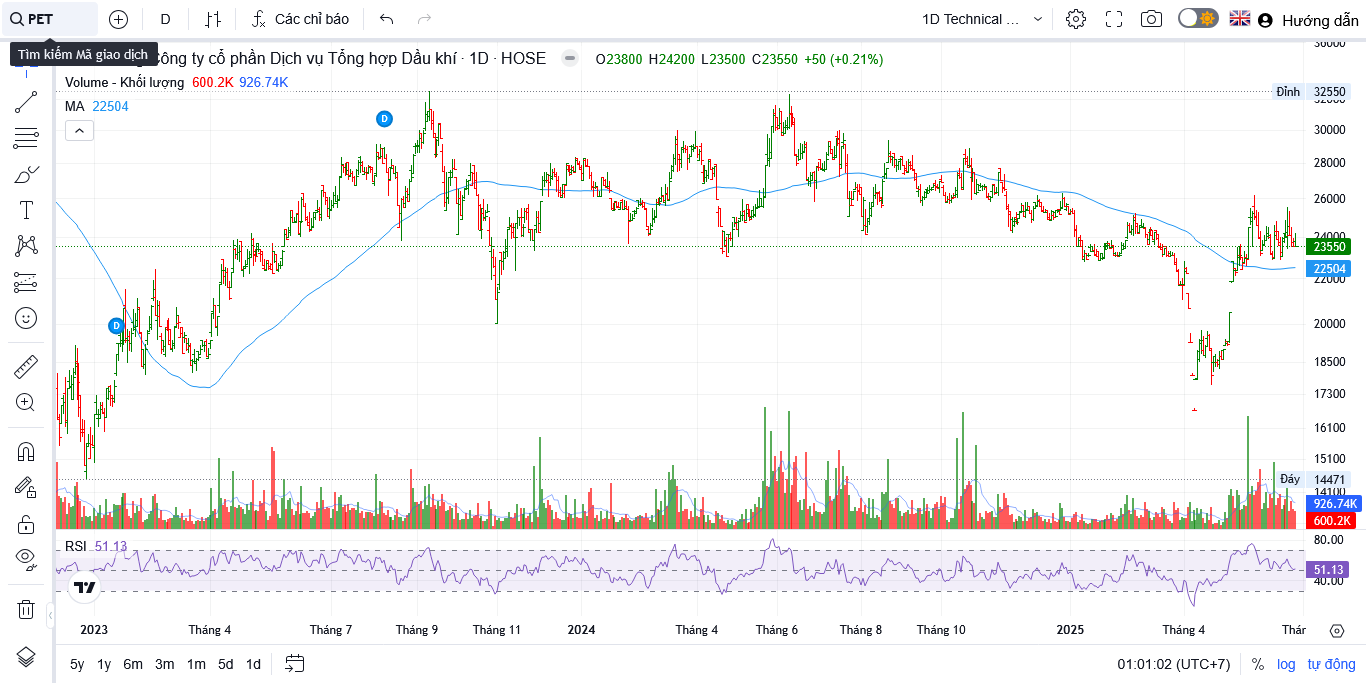 PET
D
Các chỉ báo
1D Technical ...
Hướng dẫn
Tìm kiếm Mã giao dịch
Công ty cổ phần Dịch vụ Tổng hợp Dầu khí · 1D · HOSE
O23800 H24200 L23500 C23550 +50 (+0.21%)
Volume - Khối lượng 600.2K 926.74K
MA 22504
D
D
Đỉnh 32550
30000
28000
26000
24000
23550
22504
22000
20000
18500
17300
16100
15100
Đáy 14471
14100
926.74K
600.2K
RSI 51.13
80.00
51.13
40.00
2023 Tháng 4 Tháng 7 Tháng 9 Tháng 11 2024 Tháng 4 Tháng 6 Tháng 8 Tháng 10 2025 Tháng 4 Thár
5y 1y 6m 3m 1m 5d 1d
01:01:02 (UTC+7) % log tự động